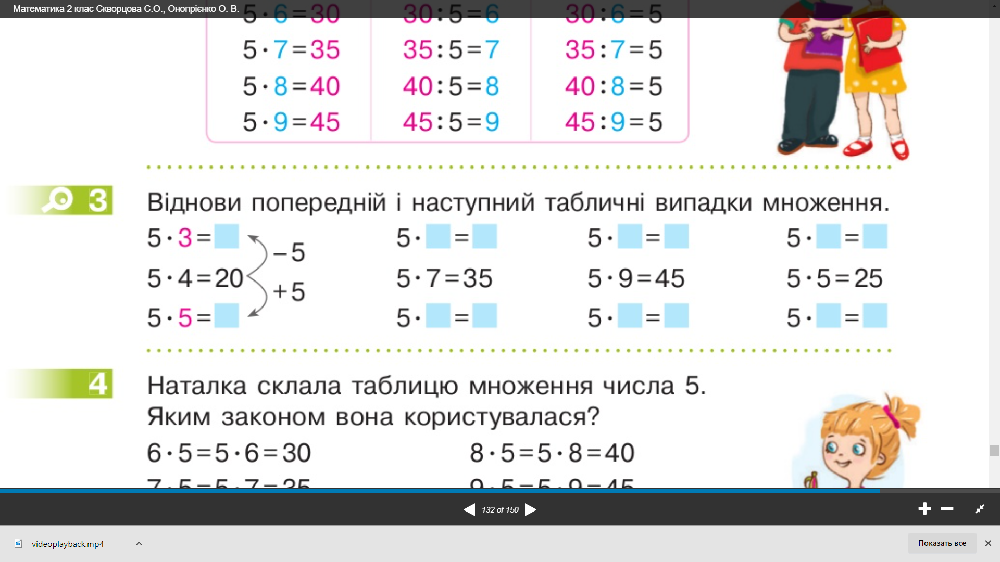 Математика 2 клас Скворцова С.О., Онопрієнко О. В.
5·6=30 30:5=6 30:6=5
5·7=35 35:5=7 35:7=5
5·8=40 40:5=8 40:8=5
5·9=45 45:5=9 45:9=5
3 Віднови попередній і наступний табличні випадки множення.
5·3= 5· = 5· = 5· =
−5
5·4=20 5·7=35 5·9=45 5·5=25
+5
5·5= 5· = 5· = 5· =
4 Наталка склала таблицю множення числа 5.
Яким законом вона користувалася?
6·5=5·6=30 8·5=5·8=40
7·5=5·7=35 9·5=5·9=45
132 of 150
videoplayback.mp4 Показать все